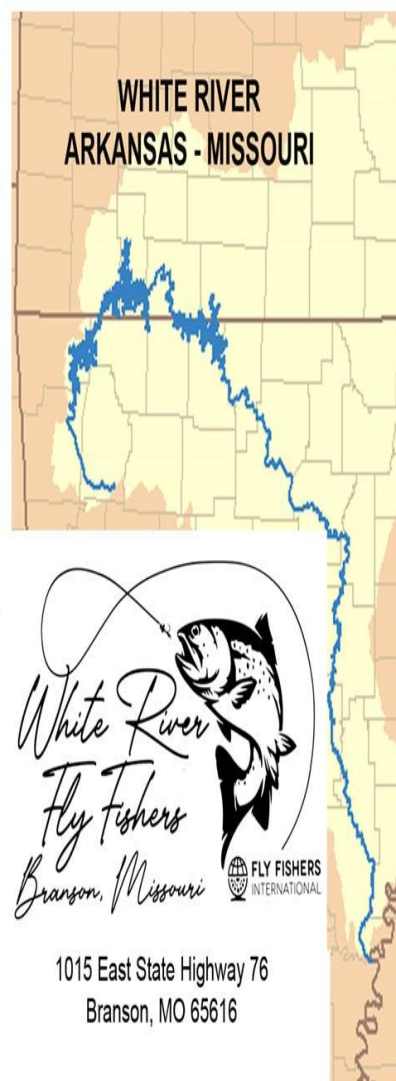 WHITE RIVER
ARKANSAS - MISSOURI
White River
Fly Fishers
Branson, Missouri
FLY FISHERS
INTERNATIONAL
1015 East State Highway 76
Branson, MO 65616